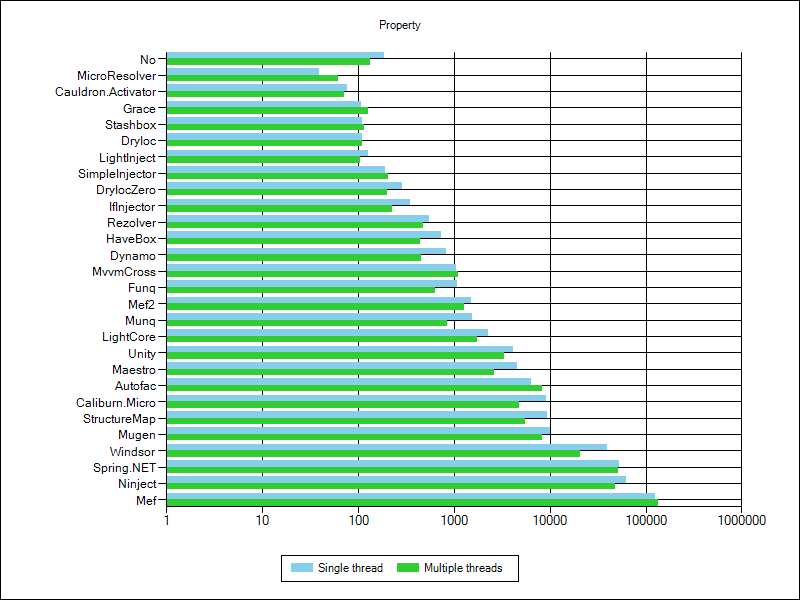 Property
No
MicroResolver
Cauldron.Activator
Grace
Stashbox
DryIoc
LightInject
SimpleInjector
DryIocZero
IfInjector
Rezolver
HaveBox
Dynamo
MvvmCross
Funq
Mef2
Munq
LightCore
Unity
Maestro
Autofac
Caliburn.Micro
StructureMap
Mugen
Windsor
Spring.NET
Ninject
Mef
1 10 100 1000 10000 100000 1000000
Single thread Multiple threads